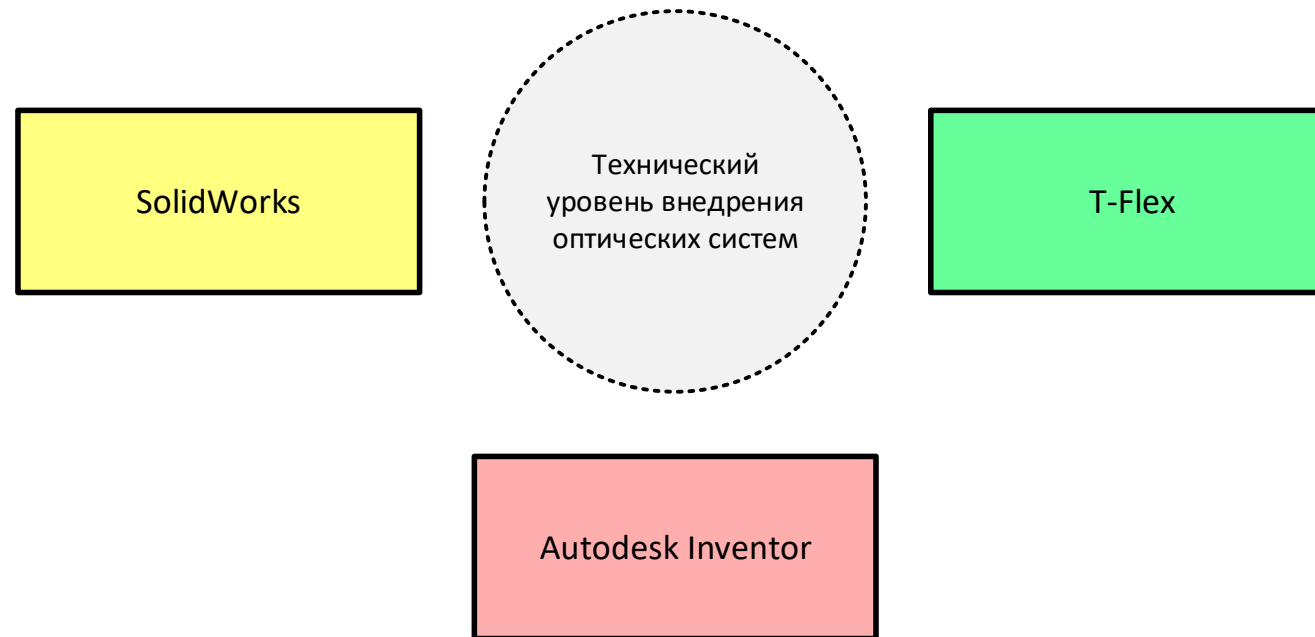 SolidWorks
Технический
уровень внедрения
оптических систем
T-Flex
Autodesk Inventor